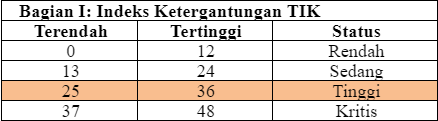 Bagian I: Indeks Ketergantungan TIK
Terendah Tertinggi Status
0 12 Rendah
13 24 Sedang
25 36 Tinggi
37 48 Kritis